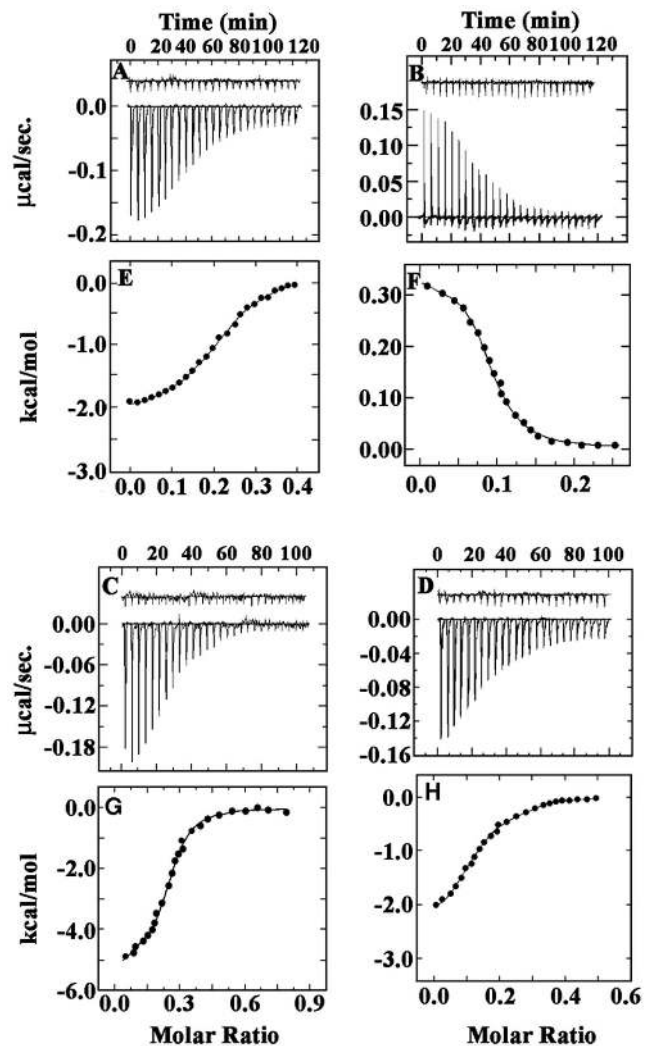 Time (min)
0 20 40 60 80 100 120
A
0.0
-0.1
-0.2
μcal/sec.
E
0.0
-1.0
-2.0
-3.0
kcal/mol
0.0 0.1 0.2 0.3 0.4
Time (min)
0 20 40 60 80 100 120
B
0.15
0.10
0.05
0.00
F
0.30
0.20
0.10
0.00
0.0 0.1 0.2
0 20 40 60 80 100
C
0.00
-0.06
-0.12
-0.18
μcal/sec.
G
0.0
-2.0
-4.0
-6.0
kcal/mol
0.0 0.3 0.6 0.9
Molar Ratio
0 20 40 60 80 100
D
0.00
-0.04
-0.08
-0.12
-0.16
H
0.0
-1.0
-2.0
-3.0
0.0 0.2 0.4 0.6
Molar Ratio